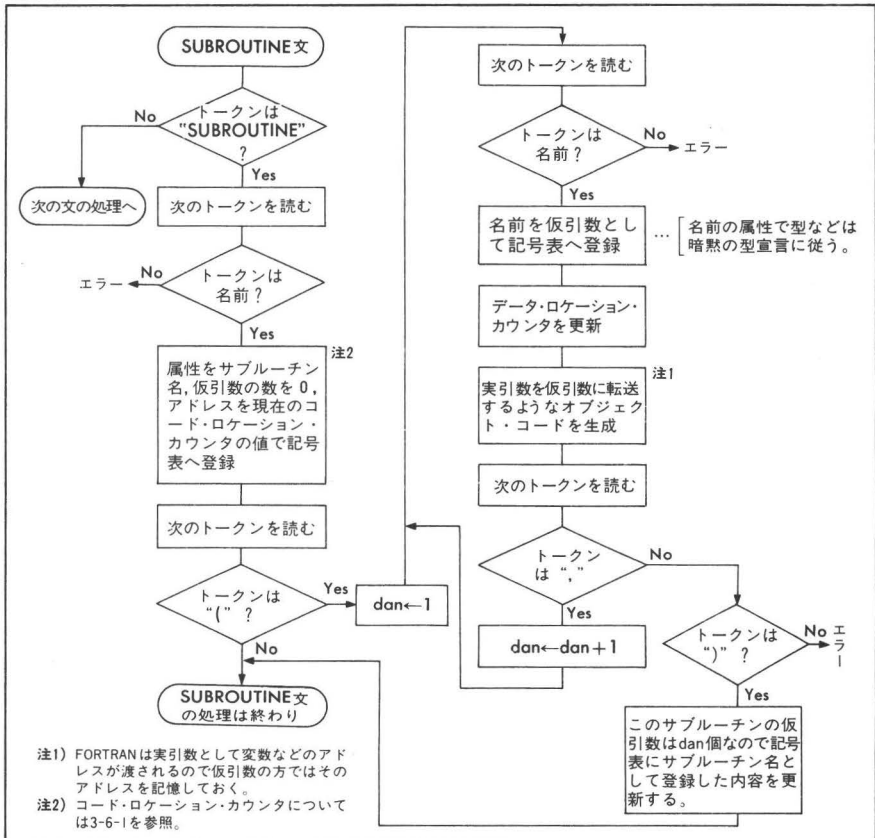 SUBROUTINE文
トークンは
"SUBROUTINE"
?
No
Yes
次の文の処理へ
次のトークンを読む
トークンは
名前?
No
エラー
Yes
注2
属性をサブルーチン
名,仮引数の数を0,
アドレスを現在のコ
ード・ロケーション・
カウンタの値で記号
表へ登録
次のトークンを読む
トークンは
"(" ?
Yes
dan←1
No
SUBROUTINE文
の処理は終わり
次のトークンを読む
トークンは
名前?
No
エラー
Yes
名前を仮引数とし
て記号表へ登録
… 名前の属性で型などは
暗黙の型宣言に従う。
データ・ロケーション・
カウンタを更新
注1
実引数を仮引数に転送
するようなオブジェク
ト・コードを生成
次のトークンを読む
トークン
は ","
No
Yes
dan←dan+1
トークンは
")" ?
No
エラー
Yes
このサブルーチンの仮
引数はdan個なので記号
表にサブルーチン名と
して登録した内容を更
新する。
注1) FORTRANは実引数として変数などのアド
レスが渡されるので仮引数の方ではその
アドレスを記憶しておく。
注2) コード・ロケーション・カウンタについて
は3-6-1を参照。